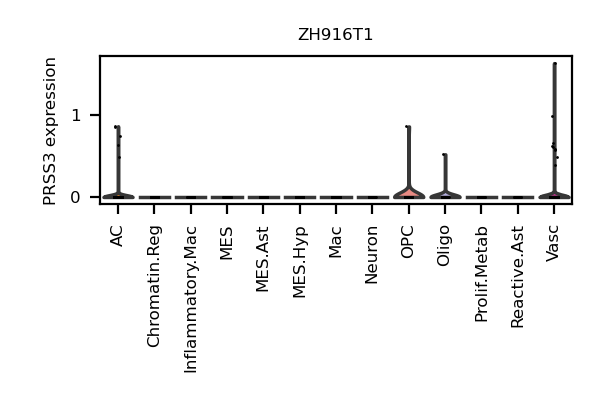 ZH916T1
PRSS3 expression
1
0
AC
Chromatin.Reg
Inflammatory.Mac
MES
MES.Ast
MES.Hyp
Mac
Neuron
OPC
Oligo
Prolif.Metab
Reactive.Ast
Vasc